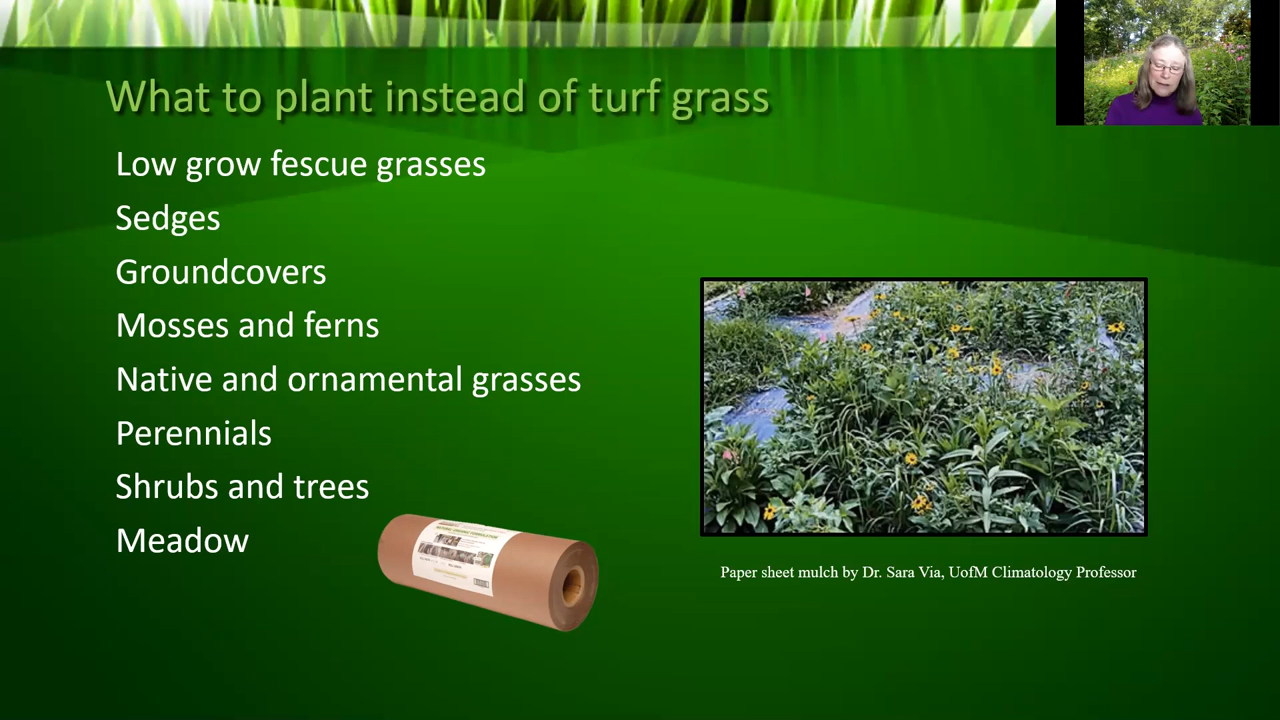 What to plant instead of turf grass
Low grow fescue grasses
Sedges
Groundcovers
Mosses and ferns
Native and ornamental grasses
Perennials
Shrubs and trees
Meadow
Paper sheet mulch by Dr. Sara Via, UofM Climatology Professor